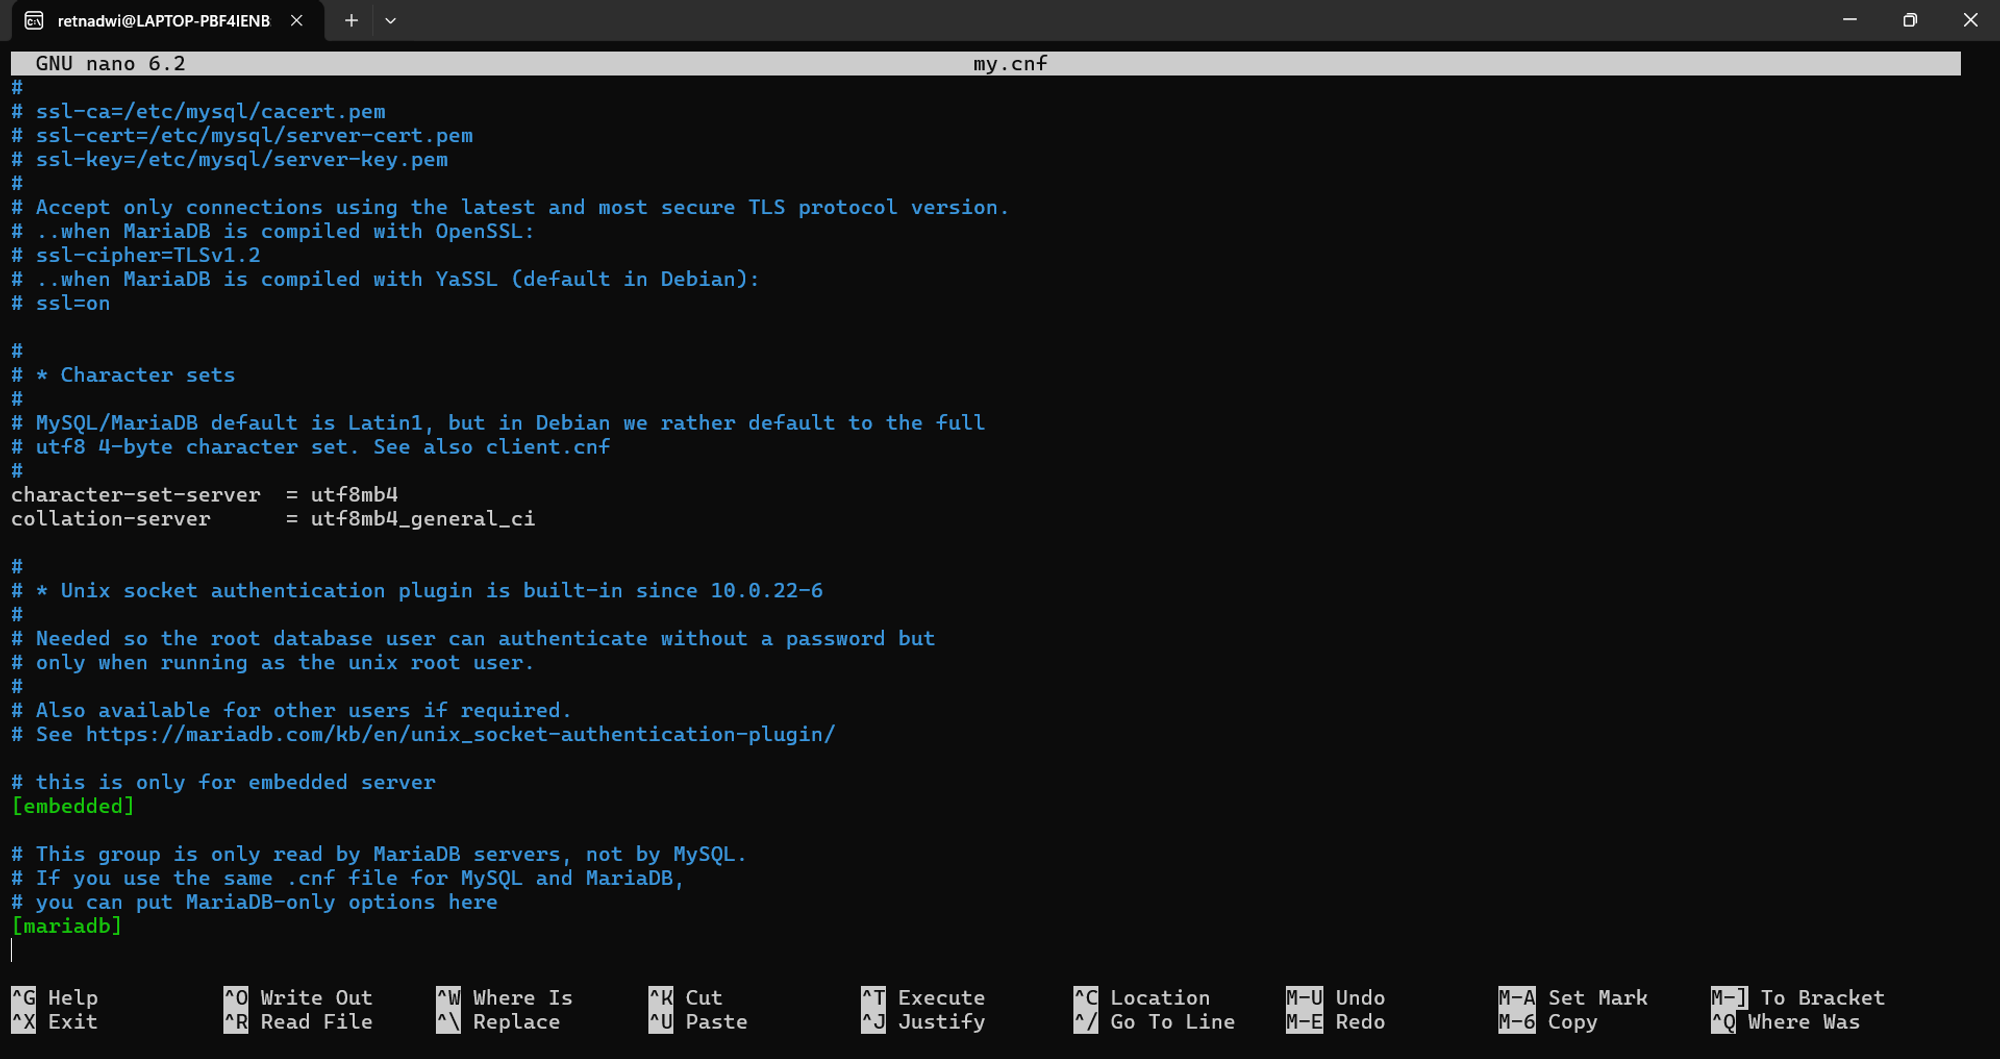 retnadwi@LAPTOP-PBF4IENB
GNU nano 6.2 my.cnf
#
# ssl-ca=/etc/mysql/cacert.pem
# ssl-cert=/etc/mysql/server-cert.pem
# ssl-key=/etc/mysql/server-key.pem
#
# Accept only connections using the latest and most secure TLS protocol version.
# ..when MariaDB is compiled with OpenSSL:
# ssl-cipher=TLSv1.2
# ..when MariaDB is compiled with YaSSL (default in Debian):
# ssl=on
#
# * Character sets
#
# MySQL/MariaDB default is Latin1, but in Debian we rather default to the full
# utf8 4-byte character set. See also client.cnf
#
character-set-server  = utf8mb4
collation-server      = utf8mb4_general_ci
#
# * Unix socket authentication plugin is built-in since 10.0.22-6
#
# Needed so the root database user can authenticate without a password but
# only when running as the unix root user.
#
# Also available for other users if required.
# See https://mariadb.com/kb/en/unix_socket-authentication-plugin/
# this is only for embedded server
[embedded]
# This group is only read by MariaDB servers, not by MySQL.
# If you use the same .cnf file for MySQL and MariaDB,
# you can put MariaDB-only options here
[mariadb]
^G Help ^O Write Out ^W Where Is ^K Cut ^T Execute ^C Location M-U Undo M-A Set Mark M-] To Bracket
^X Exit ^R Read File ^\ Replace ^U Paste ^J Justify ^/ Go To Line M-E Redo M-6 Copy ^Q Where Was